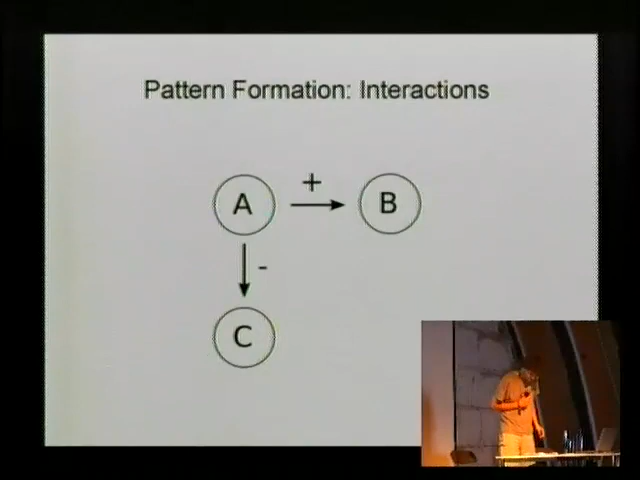 Pattern Formation: Interactions
A + B
-
C